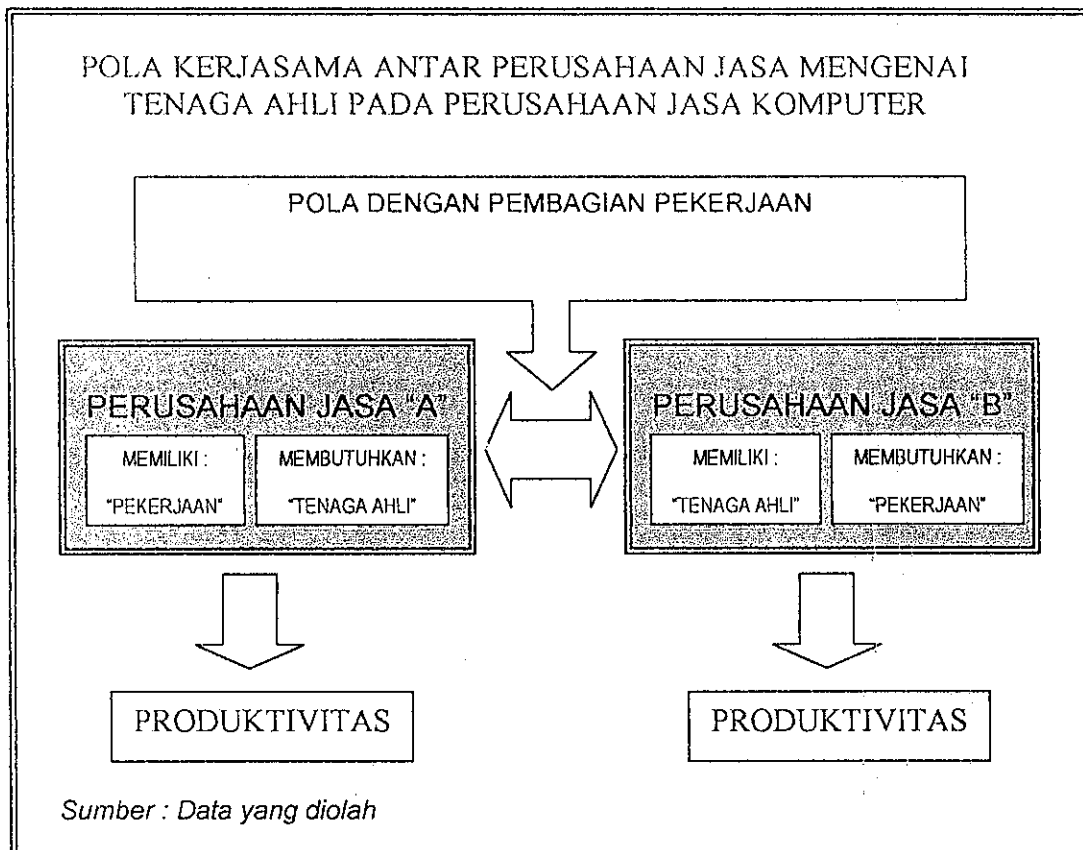 POLA KERJASAMA ANTAR PERUSAHAAN JASA MENGENAI
TENAGA AHLI PADA PERUSAHAAN JASA KOMPUTER
POLA DENGAN PEMBAGIAN PEKERJAAN
PERUSAHAAN JASA "A"
MEMILIKI :
"PEKERJAAN"
MEMBUTUHKAN :
"TENAGA AHLI"
PERUSAHAAN JASA "B"
MEMILIKI :
"TENAGA AHLI"
MEMBUTUHKAN :
"PEKERJAAN"
PRODUKTIVITAS
PRODUKTIVITAS
Sumber : Data yang diolah